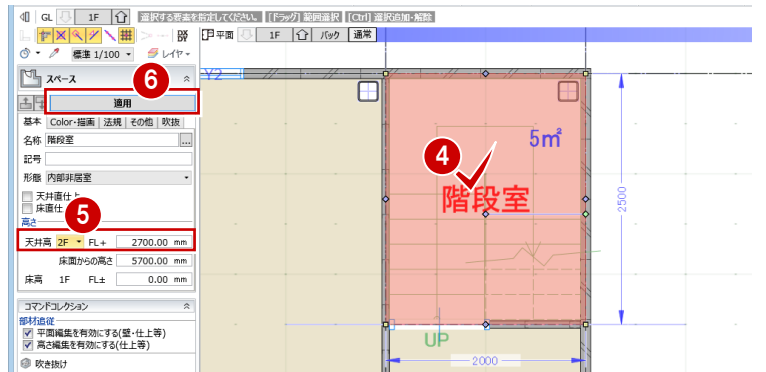 GL 1F 選択する要素を指定してください。 [ドラッグ] 範囲選択 [Ctrl] 選択追加・解除
平面 1F バック 通常
標準 1/100 レイヤ
スペース
6
適用
基本 Color・描画 法規 その他 吹抜
名称 階段室 ...
記号
形態 内部非居室
天井直仕上
床直仕
5
高さ
天井高 2F FL+ 2700.00 mm
床面からの高さ 5700.00 mm
床高 1F FL± 0.00 mm
コマンドコレクション
部材追従
平面編集を有効にする(壁・仕上等)
高さ編集を有効にする(仕上等)
吹き抜け
Y2
5㎡
4
階段室
2500
UP
2000